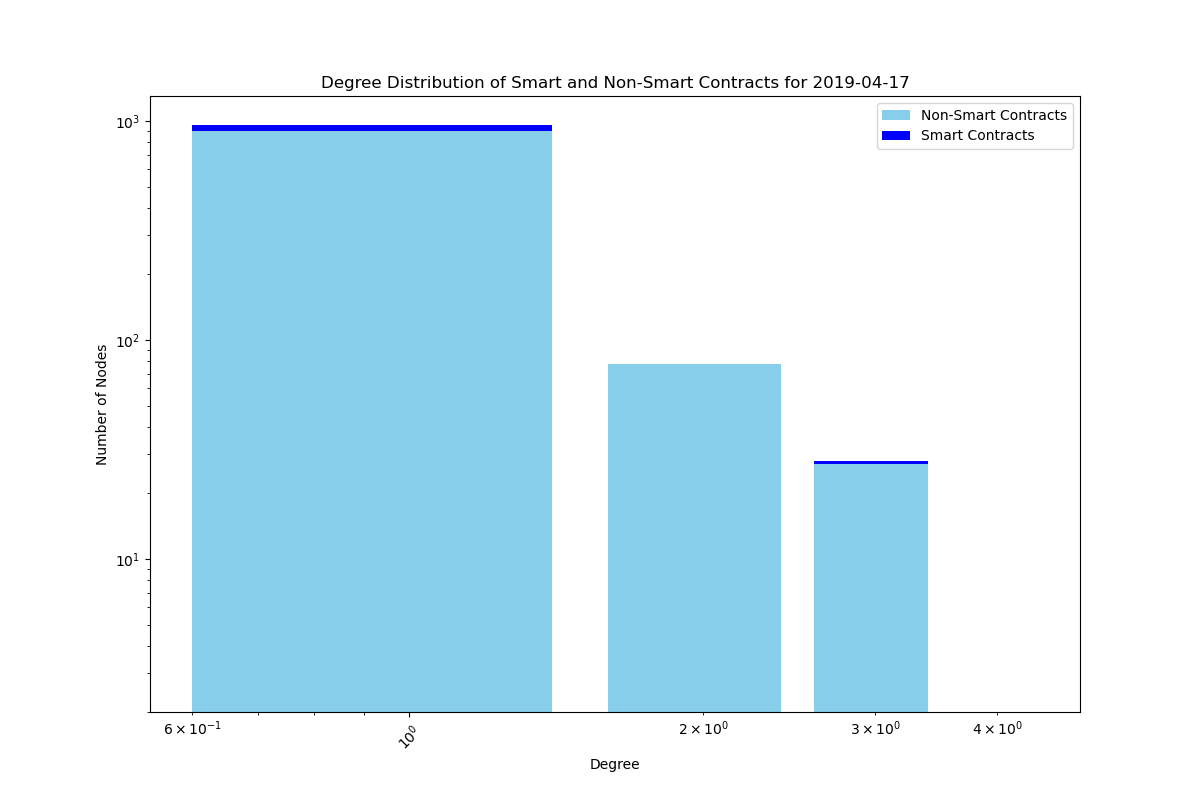 Degree Distribution of Smart and Non-Smart Contracts for 2019-04-17
Non-Smart Contracts
Smart Contracts
Number of Nodes
10³
10²
10¹
6 × 10⁻¹
10⁰
2 × 10⁰
3 × 10⁰
4 × 10⁰
Degree